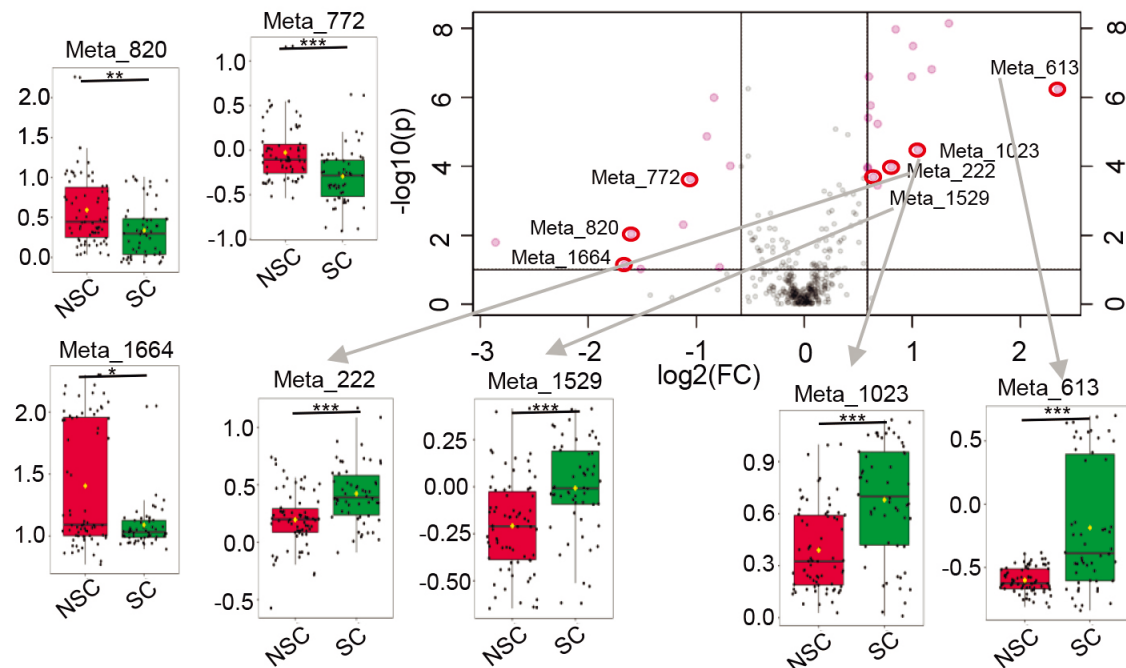 Meta_820
**
2.0
1.5
1.0
0.5
0.0
NSC
SC
Meta_772
***
1.0
0.5
0.0
-0.5
-1.0
NSC
SC
-log10(p)
8
6
4
2
0
8
6
4
2
0
Meta_613
Meta_1023
Meta_222
Meta_1529
Meta_772
Meta_820
Meta_1664
-3
-2
-1
0
1
2
log2(FC)
Meta_1664
*
2.0
1.5
1.0
NSC
SC
Meta_222
***
1.0
0.5
0.0
-0.5
NSC
SC
Meta_1529
***
0.25
0.00
-0.25
-0.50
NSC
SC
Meta_1023
***
0.9
0.6
0.3
0.0
NSC
SC
Meta_613
***
0.5
0.0
-0.5
NSC
SC